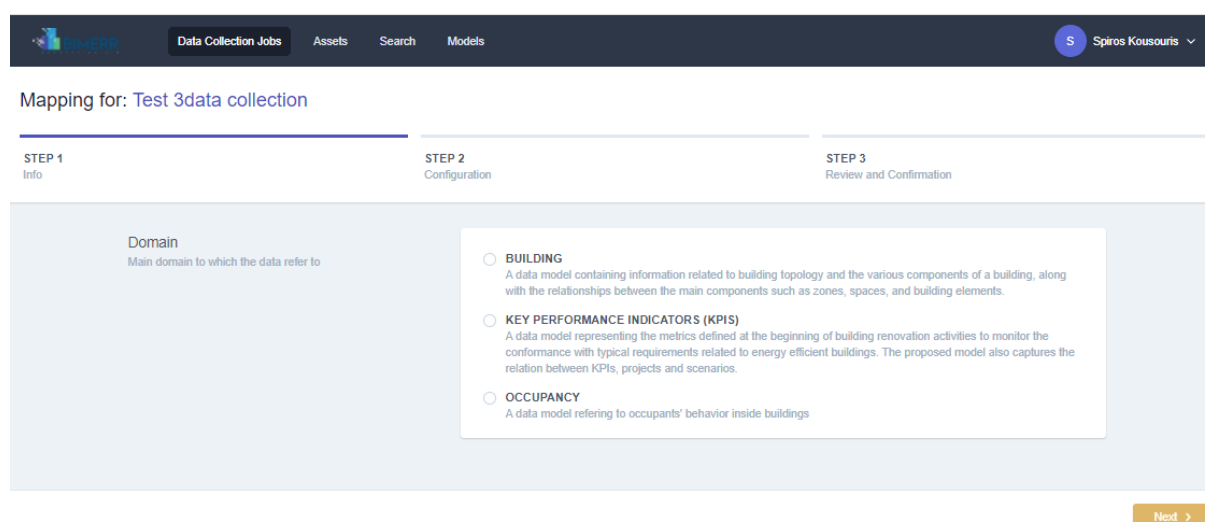 BIMERR Data Collection Jobs Assets Search Models S Spiros Kousouris
Mapping for: Test 3data collection
STEP 1
Info
STEP 2
Configuration
STEP 3
Review and Confirmation
Domain
Main domain to which the data refer to
BUILDING
A data model containing information related to building topology and the various components of a building, along
with the relationships between the main components such as zones, spaces, and building elements.
KEY PERFORMANCE INDICATORS (KPIS)
A data model representing the metrics defined at the beginning of building renovation activities to monitor the
conformance with typical requirements related to energy efficient buildings. The proposed model also captures the
relation between KPIs, projects and scenarios.
OCCUPANCY
A data model refering to occupants' behavior inside buildings
Next >